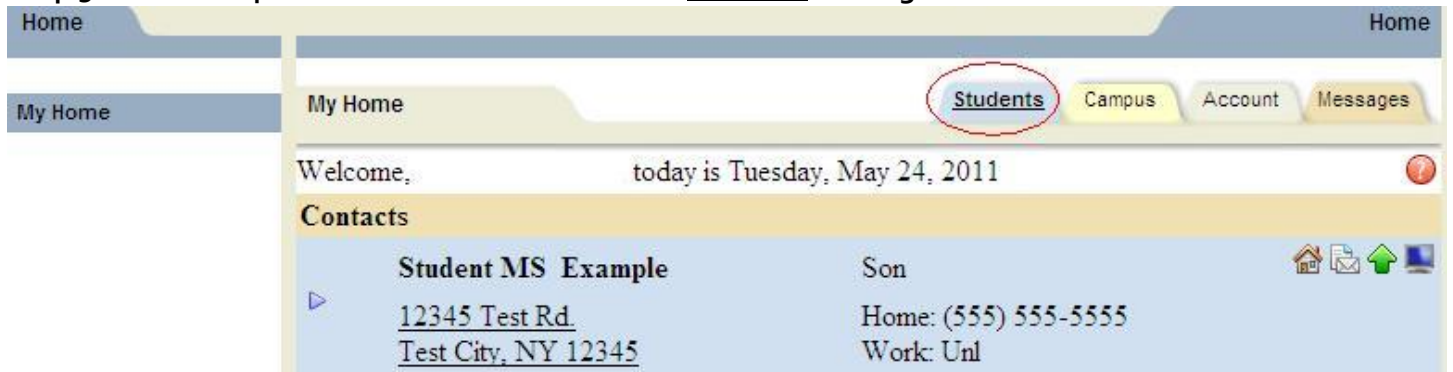 Home Home
My Home
My Home Students Campus Account Messages
Welcome, today is Tuesday, May 24, 2011
Contacts
Student MS Example Son
12345 Test Rd. Home: (555) 555-5555
Test City, NY 12345 Work: Unl